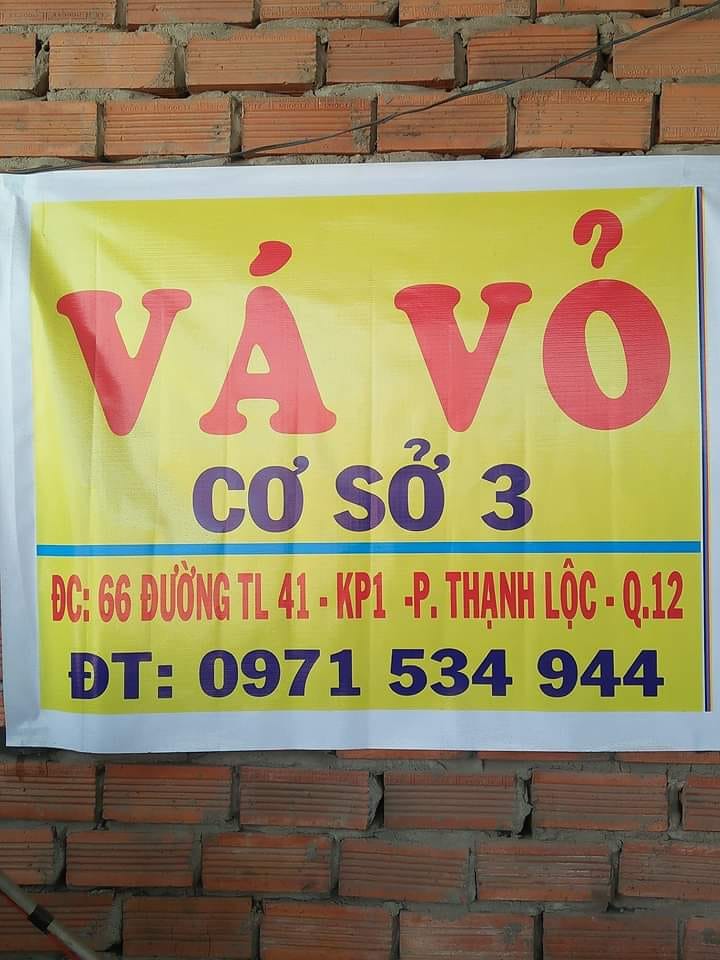 VÁ VỎ
CƠ SỞ 3
ĐC: 66 ĐƯỜNG TL 41 - KP1 -P. THẠNH LỘC - Q.12
ĐT: 0971 534 944